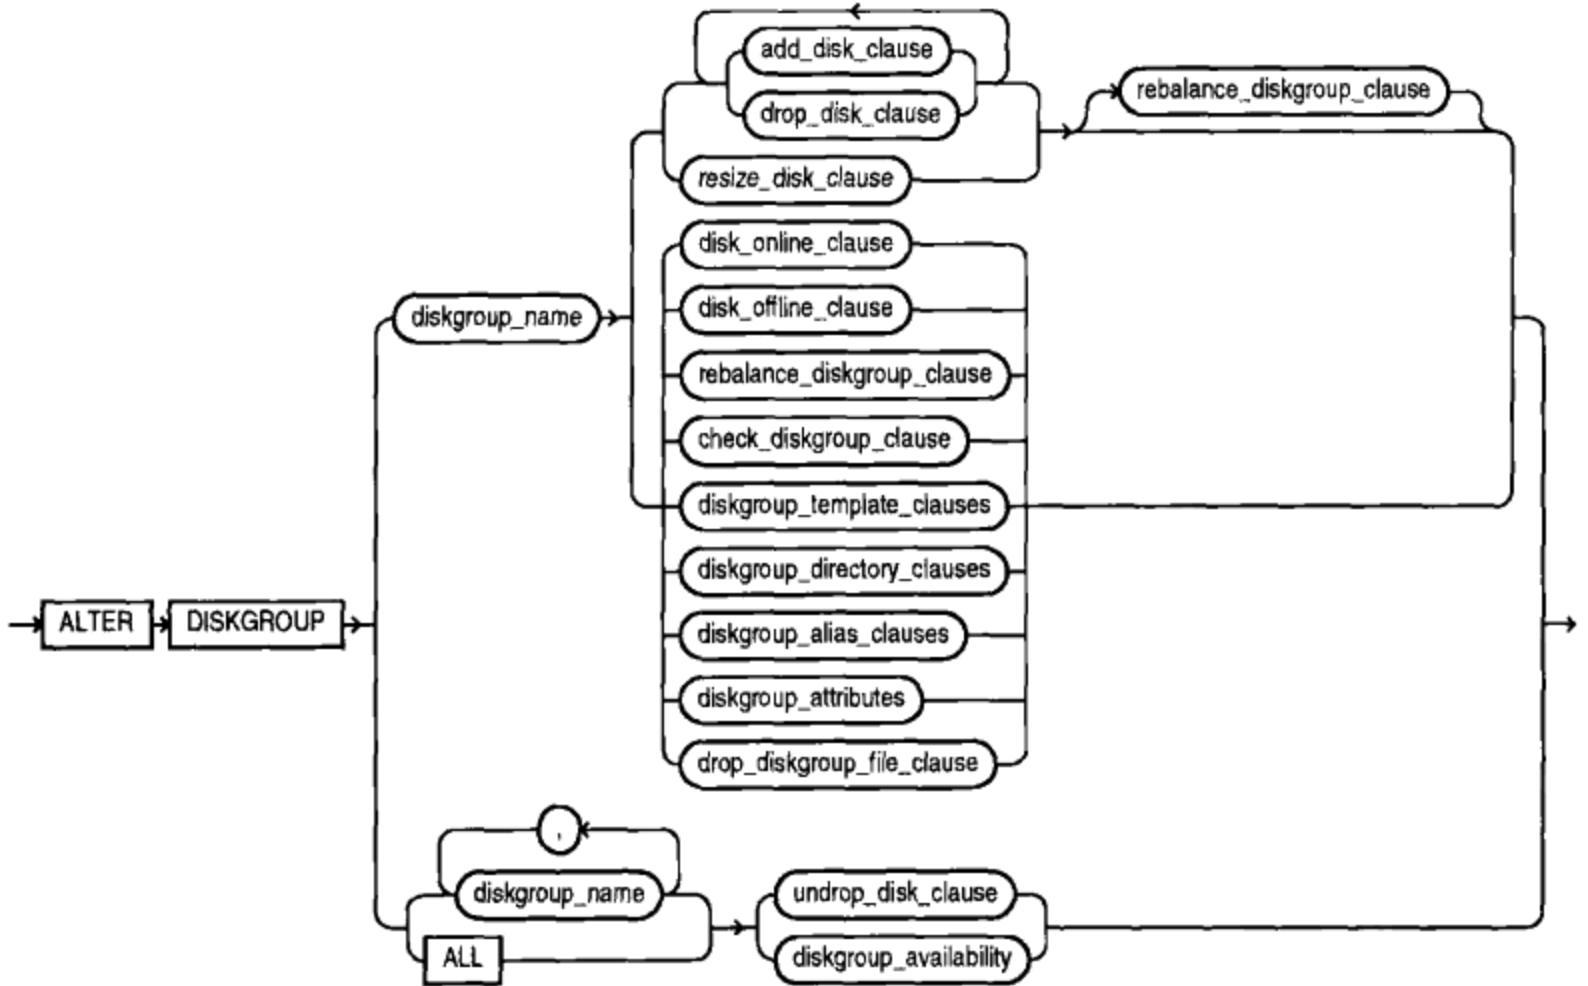 add_disk_clause
rebalance_diskgroup_clause
drop_disk_clause
resize_disk_clause
disk_online_clause
disk_offline_clause
diskgroup_name
rebalance_diskgroup_clause
check_diskgroup_clause
diskgroup_template_clauses
diskgroup_directory_clauses
ALTER DISKGROUP
diskgroup_alias_clauses
diskgroup_attributes
drop_diskgroup_file_clause
,
diskgroup_name
undrop_disk_clause
ALL
diskgroup_availability